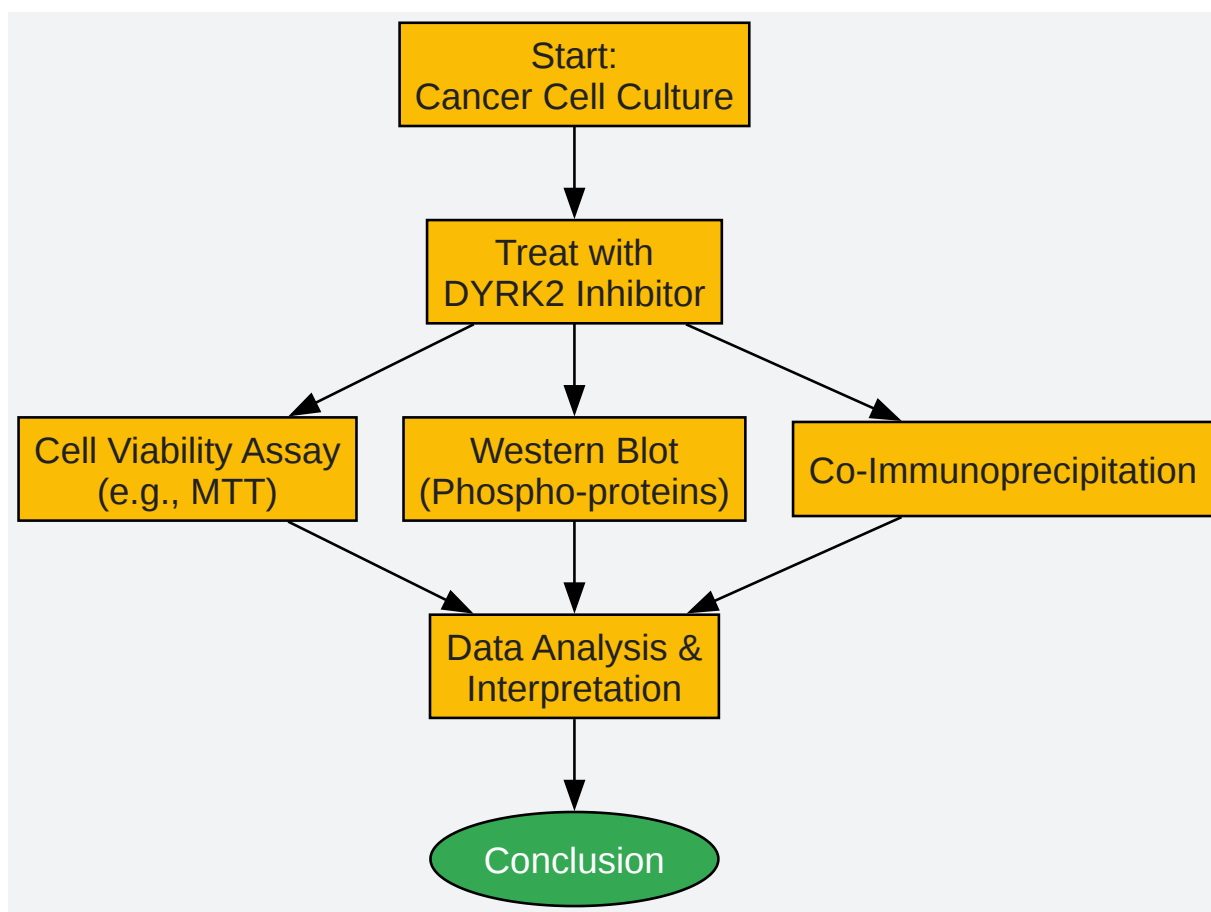 Start:
Cancer Cell Culture
Treat with
DYRK2 Inhibitor
Cell Viability Assay
(e.g., MTT)
Western Blot
(Phospho-proteins)
Co-Immunoprecipitation
Data Analysis &
Interpretation
Conclusion